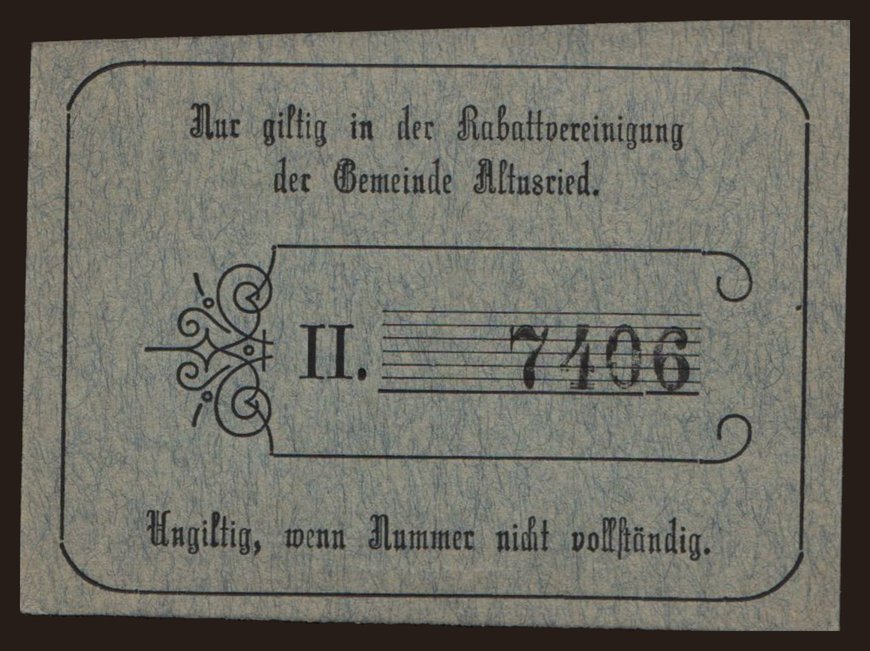 Nur giltig in der Rabattvereinigung
der Gemeinde Altusried.
II. 7406
Ungiltig, wenn Nummer nicht vollständig.